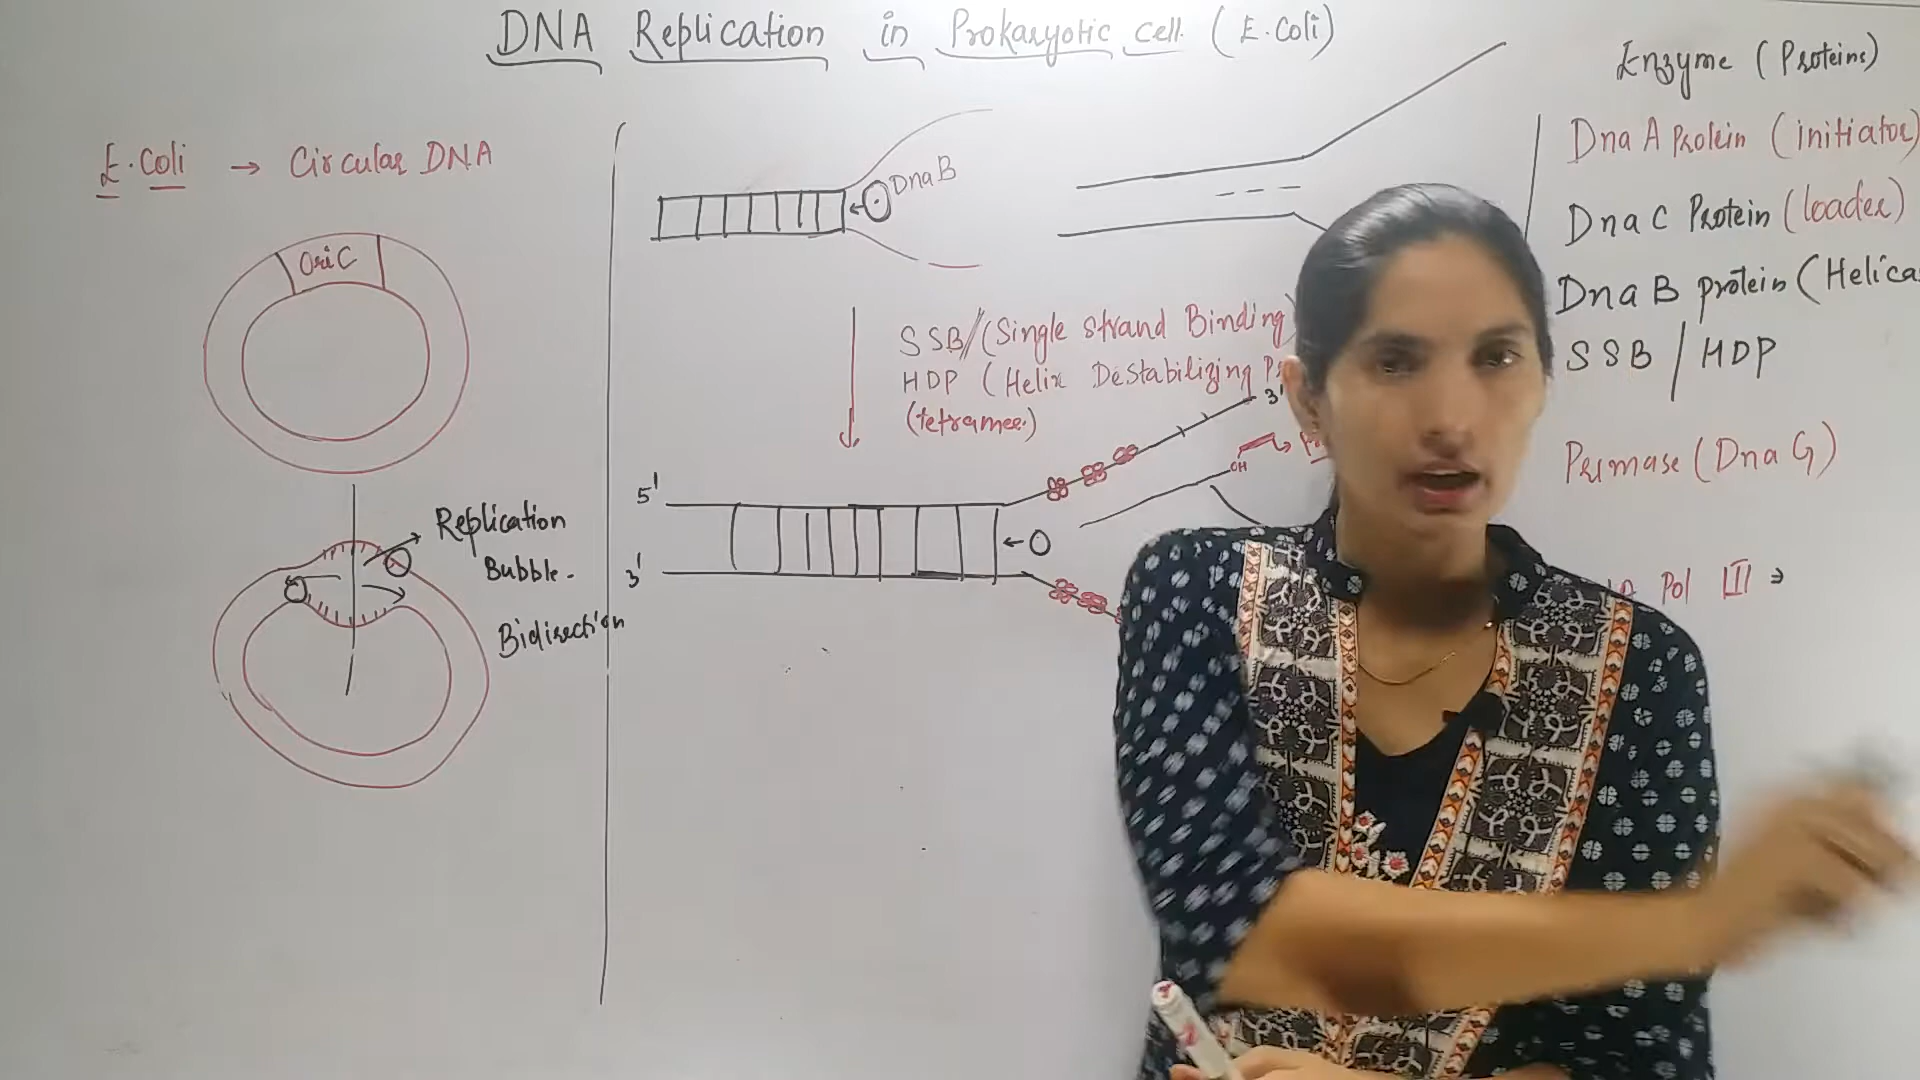 DNA Replication in Prokaryotic cell (E.Coli)
E.Coli → Circular DNA
OriC
Replication
Bubble.
Bidirection
DnaB
SSB/(Single Strand Binding)
HDP (Helix Destabilizing
(tetramer)
3'
OH
5'
3'
Enzyme (Proteins)
Dna A Protein (initiator)
Dna C Protein (loader)
Dna B protein (Helica
SSB / HDP
Primase (Dna G)
Pol III →